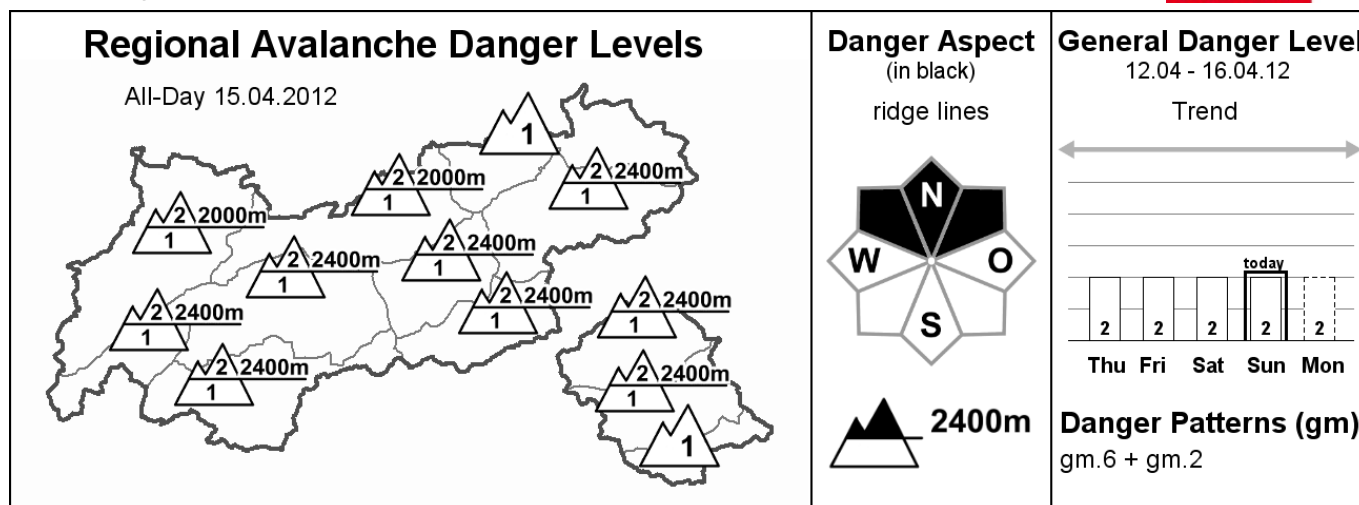 Regional Avalanche Danger Levels
All-Day 15.04.2012
1
2 2400m
1
2 2000m
1
2 2000m
1
2 2400m
1
2 2400m
1
2 2400m
1
2 2400m
1
2 2400m
1
2 2400m
1
2 2400m
1
1
Danger Aspect
(in black)
ridge lines
N
W
O
S
2400m
General Danger Level
12.04 - 16.04.12
Trend
today
2 2 2 2 2
Thu Fri Sat Sun Mon
Danger Patterns (gm)
gm.6 + gm.2